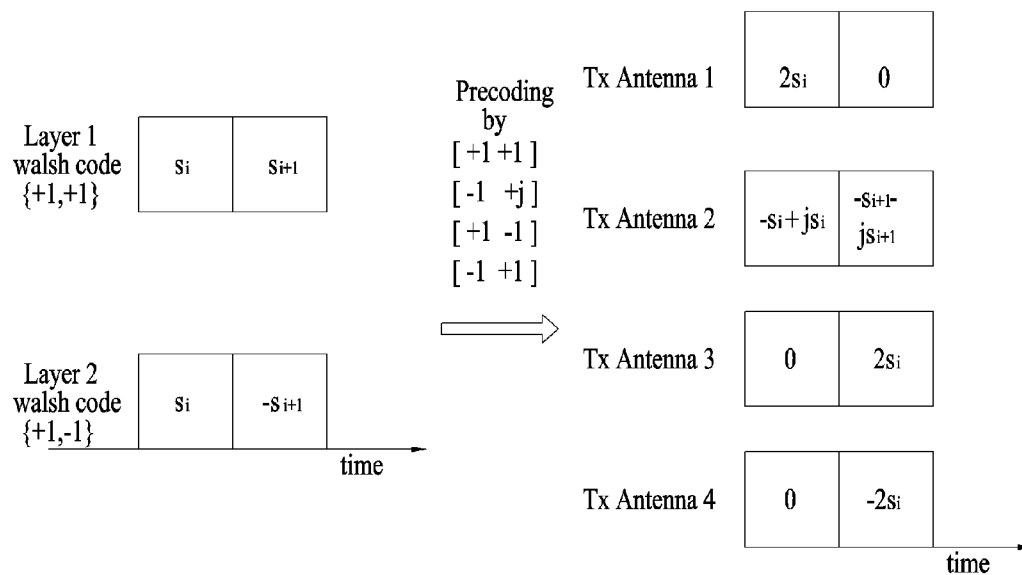 Layer 1
walsh code
{+1,+1}
si
si+1
Layer 2
walsh code
{+1,-1}
si
-si+1
time
Precoding
by
[ +1 +1 ]
[ -1 +j ]
[ +1 -1 ]
[ -1 +1 ]
Tx Antenna 1
2si
0
Tx Antenna 2
-si+jsi
-si+1-
jsi+1
Tx Antenna 3
0
2si
Tx Antenna 4
0
-2si
time